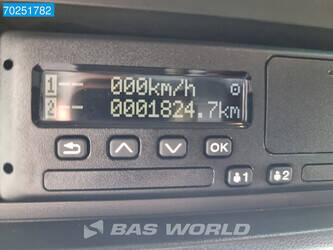 70251782
1 -- 000km/h
2 -- 0001824.7km
OK
1 2
BAS WORLD